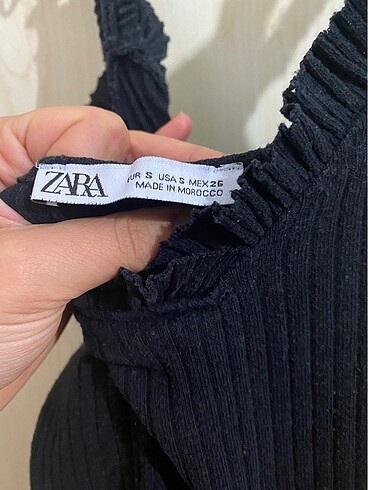 ZARA
EUR S USA S MEX 26
MADE IN MOROCCO